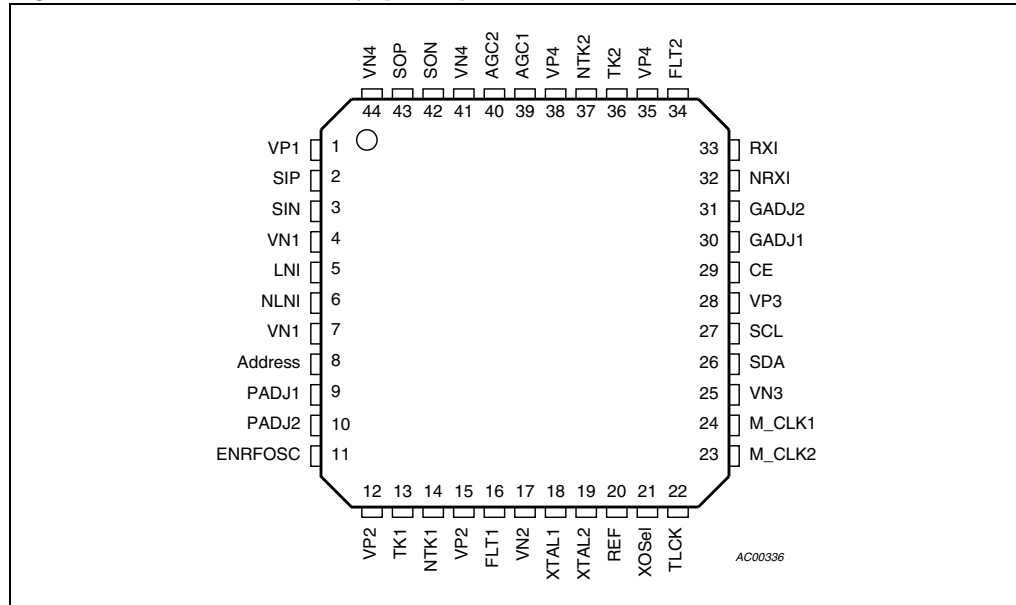 VN4 SOP SON VN4 AGC2 AGC1 VP4 NTK2 TK2 VP4 FLT2
44 43 42 41 40 39 38 37 36 35 34
VP1 1 33 RXI
SIP 2 32 NRXI
SIN 3 31 GADJ2
VN1 4 30 GADJ1
LNI 5 29 CE
NLNI 6 28 VP3
VN1 7 27 SCL
Address 8 26 SDA
PADJ1 9 25 VN3
PADJ2 10 24 M_CLK1
ENRFOSC 11 23 M_CLK2
12 13 14 15 16 17 18 19 20 21 22
VP2 TK1 NTK1 VP2 FLT1 VN2 XTAL1 XTAL2 REF XOSel TLCK
AC00336